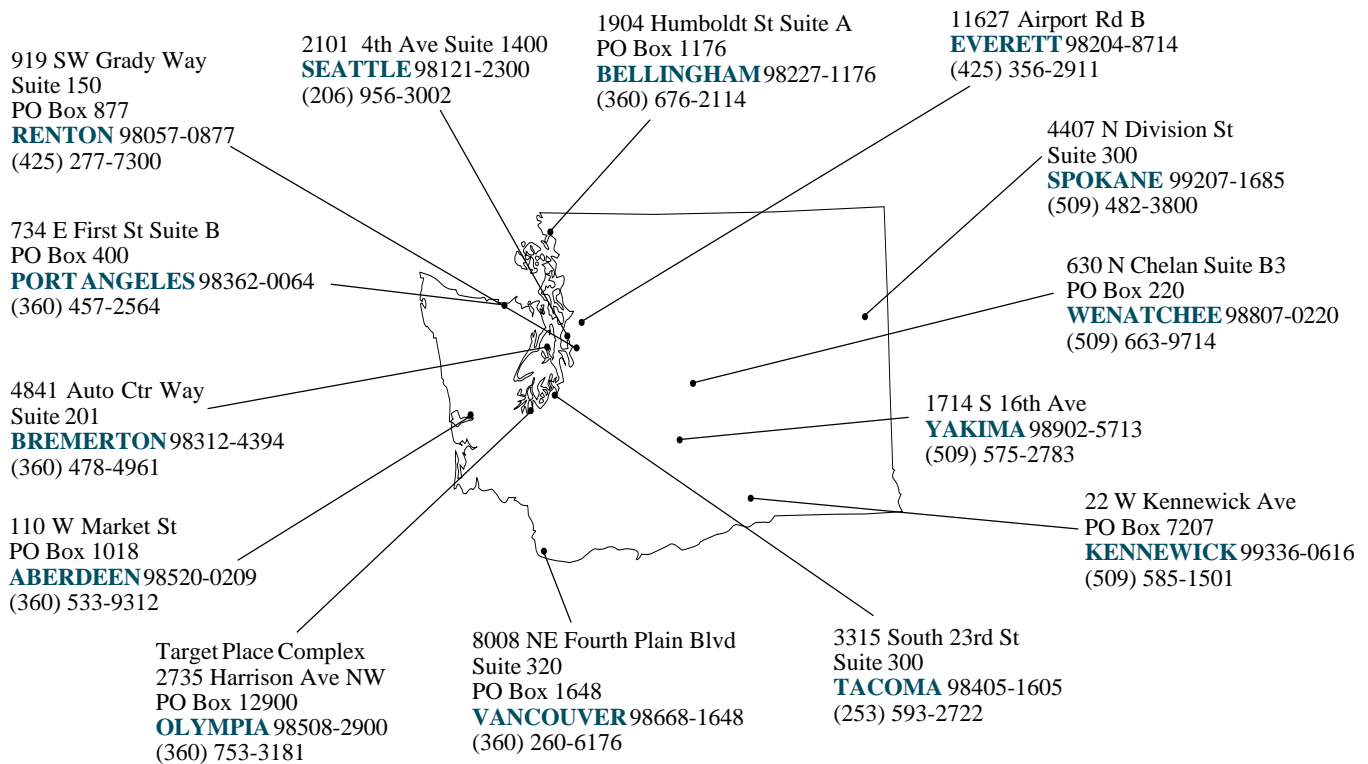 919 SW Grady Way
Suite 150
PO Box 877
RENTON 98057-0877
(425) 277-7300
2101 4th Ave Suite 1400
SEATTLE 98121-2300
(206) 956-3002
1904 Humboldt St Suite A
PO Box 1176
BELLINGHAM 98227-1176
(360) 676-2114
11627 Airport Rd B
EVERETT 98204-8714
(425) 356-2911
4407 N Division St
Suite 300
SPOKANE 99207-1685
(509) 482-3800
734 E First St Suite B
PO Box 400
PORT ANGELES 98362-0064
(360) 457-2564
630 N Chelan Suite B3
PO Box 220
WENATCHEE 98807-0220
(509) 663-9714
4841 Auto Ctr Way
Suite 201
BREMERTON 98312-4394
(360) 478-4961
1714 S 16th Ave
YAKIMA 98902-5713
(509) 575-2783
110 W Market St
PO Box 1018
ABERDEEN 98520-0209
(360) 533-9312
22 W Kennewick Ave
PO Box 7207
KENNEWICK 99336-0616
(509) 585-1501
Target Place Complex
2735 Harrison Ave NW
PO Box 12900
OLYMPIA 98508-2900
(360) 753-3181
8008 NE Fourth Plain Blvd
Suite 320
PO Box 1648
VANCOUVER 98668-1648
(360) 260-6176
3315 South 23rd St
Suite 300
TACOMA 98405-1605
(253) 593-2722